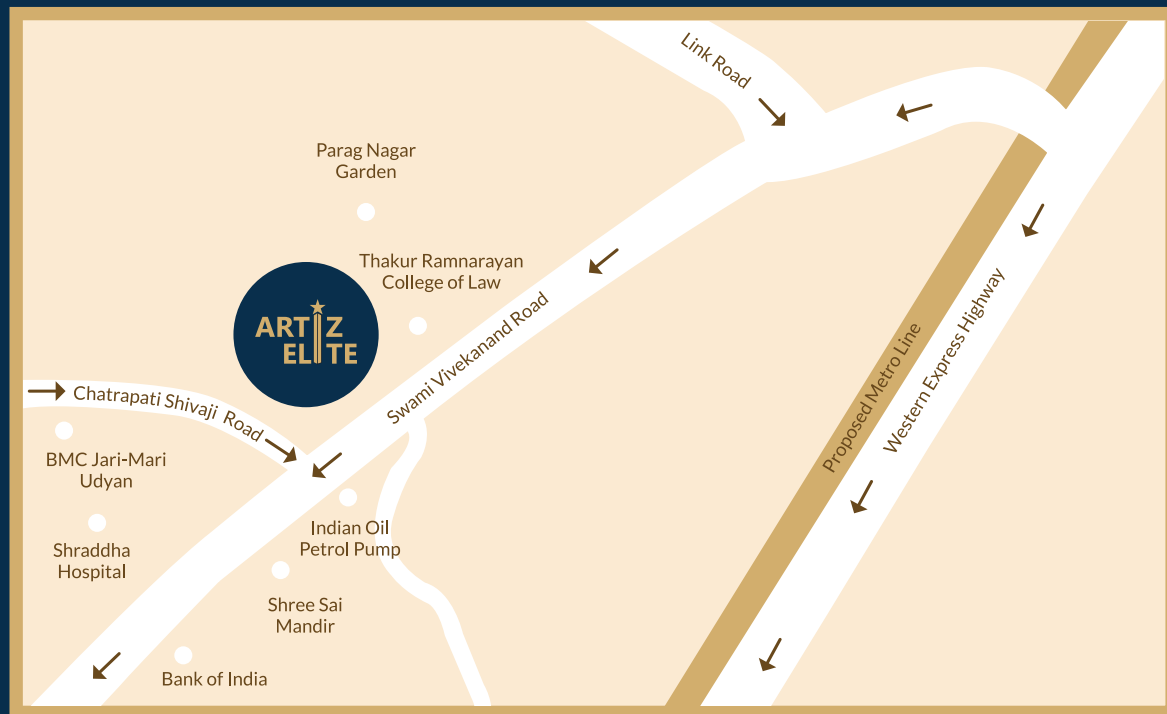 Link Road
Parag Nagar
Garden
Thakur Ramnarayan
College of Law
ARTIZ
ELITE
Swami Vivekanand Road
Proposed Metro Line
Western Express Highway
Chatrapati Shivaji Road
BMC Jari-Mari
Udyan
Shraddha
Hospital
Indian Oil
Petrol Pump
Shree Sai
Mandir
Bank of India